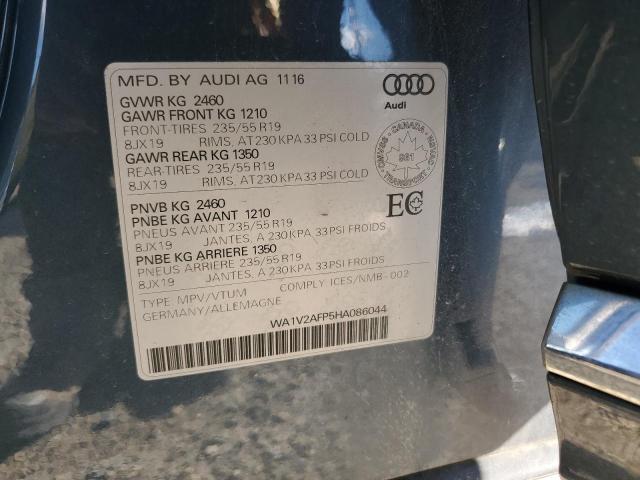 MFD. BY AUDI AG 11 16
Audi
GVWR KG 2460
GAWR FRONT KG 1210
FRONT-TIRES 235/55 R19
8JX19 RIMS, AT 230 KPA 33 PSI COLD
GAWR REAR KG 1350
REAR-TIRES 235/55 R19
8JX19 RIMS, AT 230 KPA 33 PSI COLD
CANADA
TRANSPORT
PNVB KG 2460
PNBE KG AVANT 1210
PNEUS AVANT 235/55 R19
8JX19 JANTES, A 230 KPA 33 PSI FROIDS
PNBE KG ARRIERE 1350
PNEUS ARRIERE 235/55 R19
8JX19 JANTES, A 230 KPA 33 PSI FROIDS
EC
TYPE: MPV/VTUM COMPLY ICES/NMB-002
GERMANY/ALLEMAGNE
WA1V2AFP5HA086044